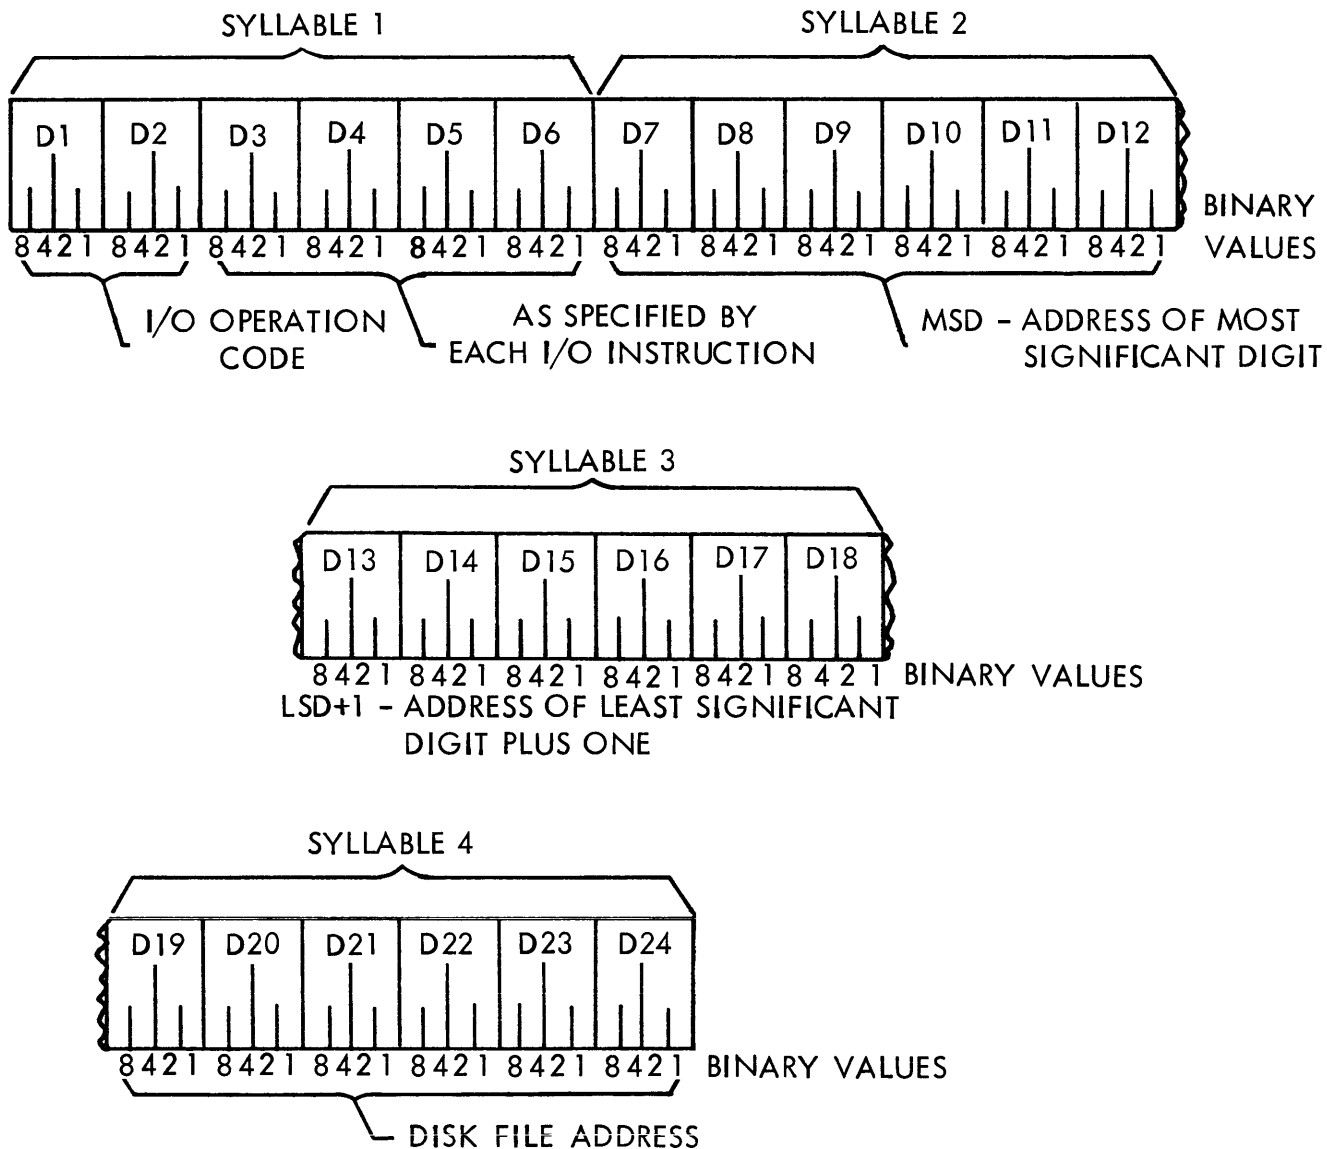 SYLLABLE 1 SYLLABLE 2
D1 D2 D3 D4 D5 D6 D7 D8 D9 D10 D11 D12
BINARY
8421 8421 8421 8421 8421 8421 8421 8421 8421 8421 8421 8421 VALUES
I/O OPERATION
CODE
AS SPECIFIED BY
EACH I/O INSTRUCTION
MSD - ADDRESS OF MOST
SIGNIFICANT DIGIT
SYLLABLE 3
D13 D14 D15 D16 D17 D18
8421 8421 8421 8421 8421 8421 BINARY VALUES
LSD+1 - ADDRESS OF LEAST SIGNIFICANT
DIGIT PLUS ONE
SYLLABLE 4
D19 D20 D21 D22 D23 D24
8421 8421 8421 8421 8421 8421 BINARY VALUES
DISK FILE ADDRESS